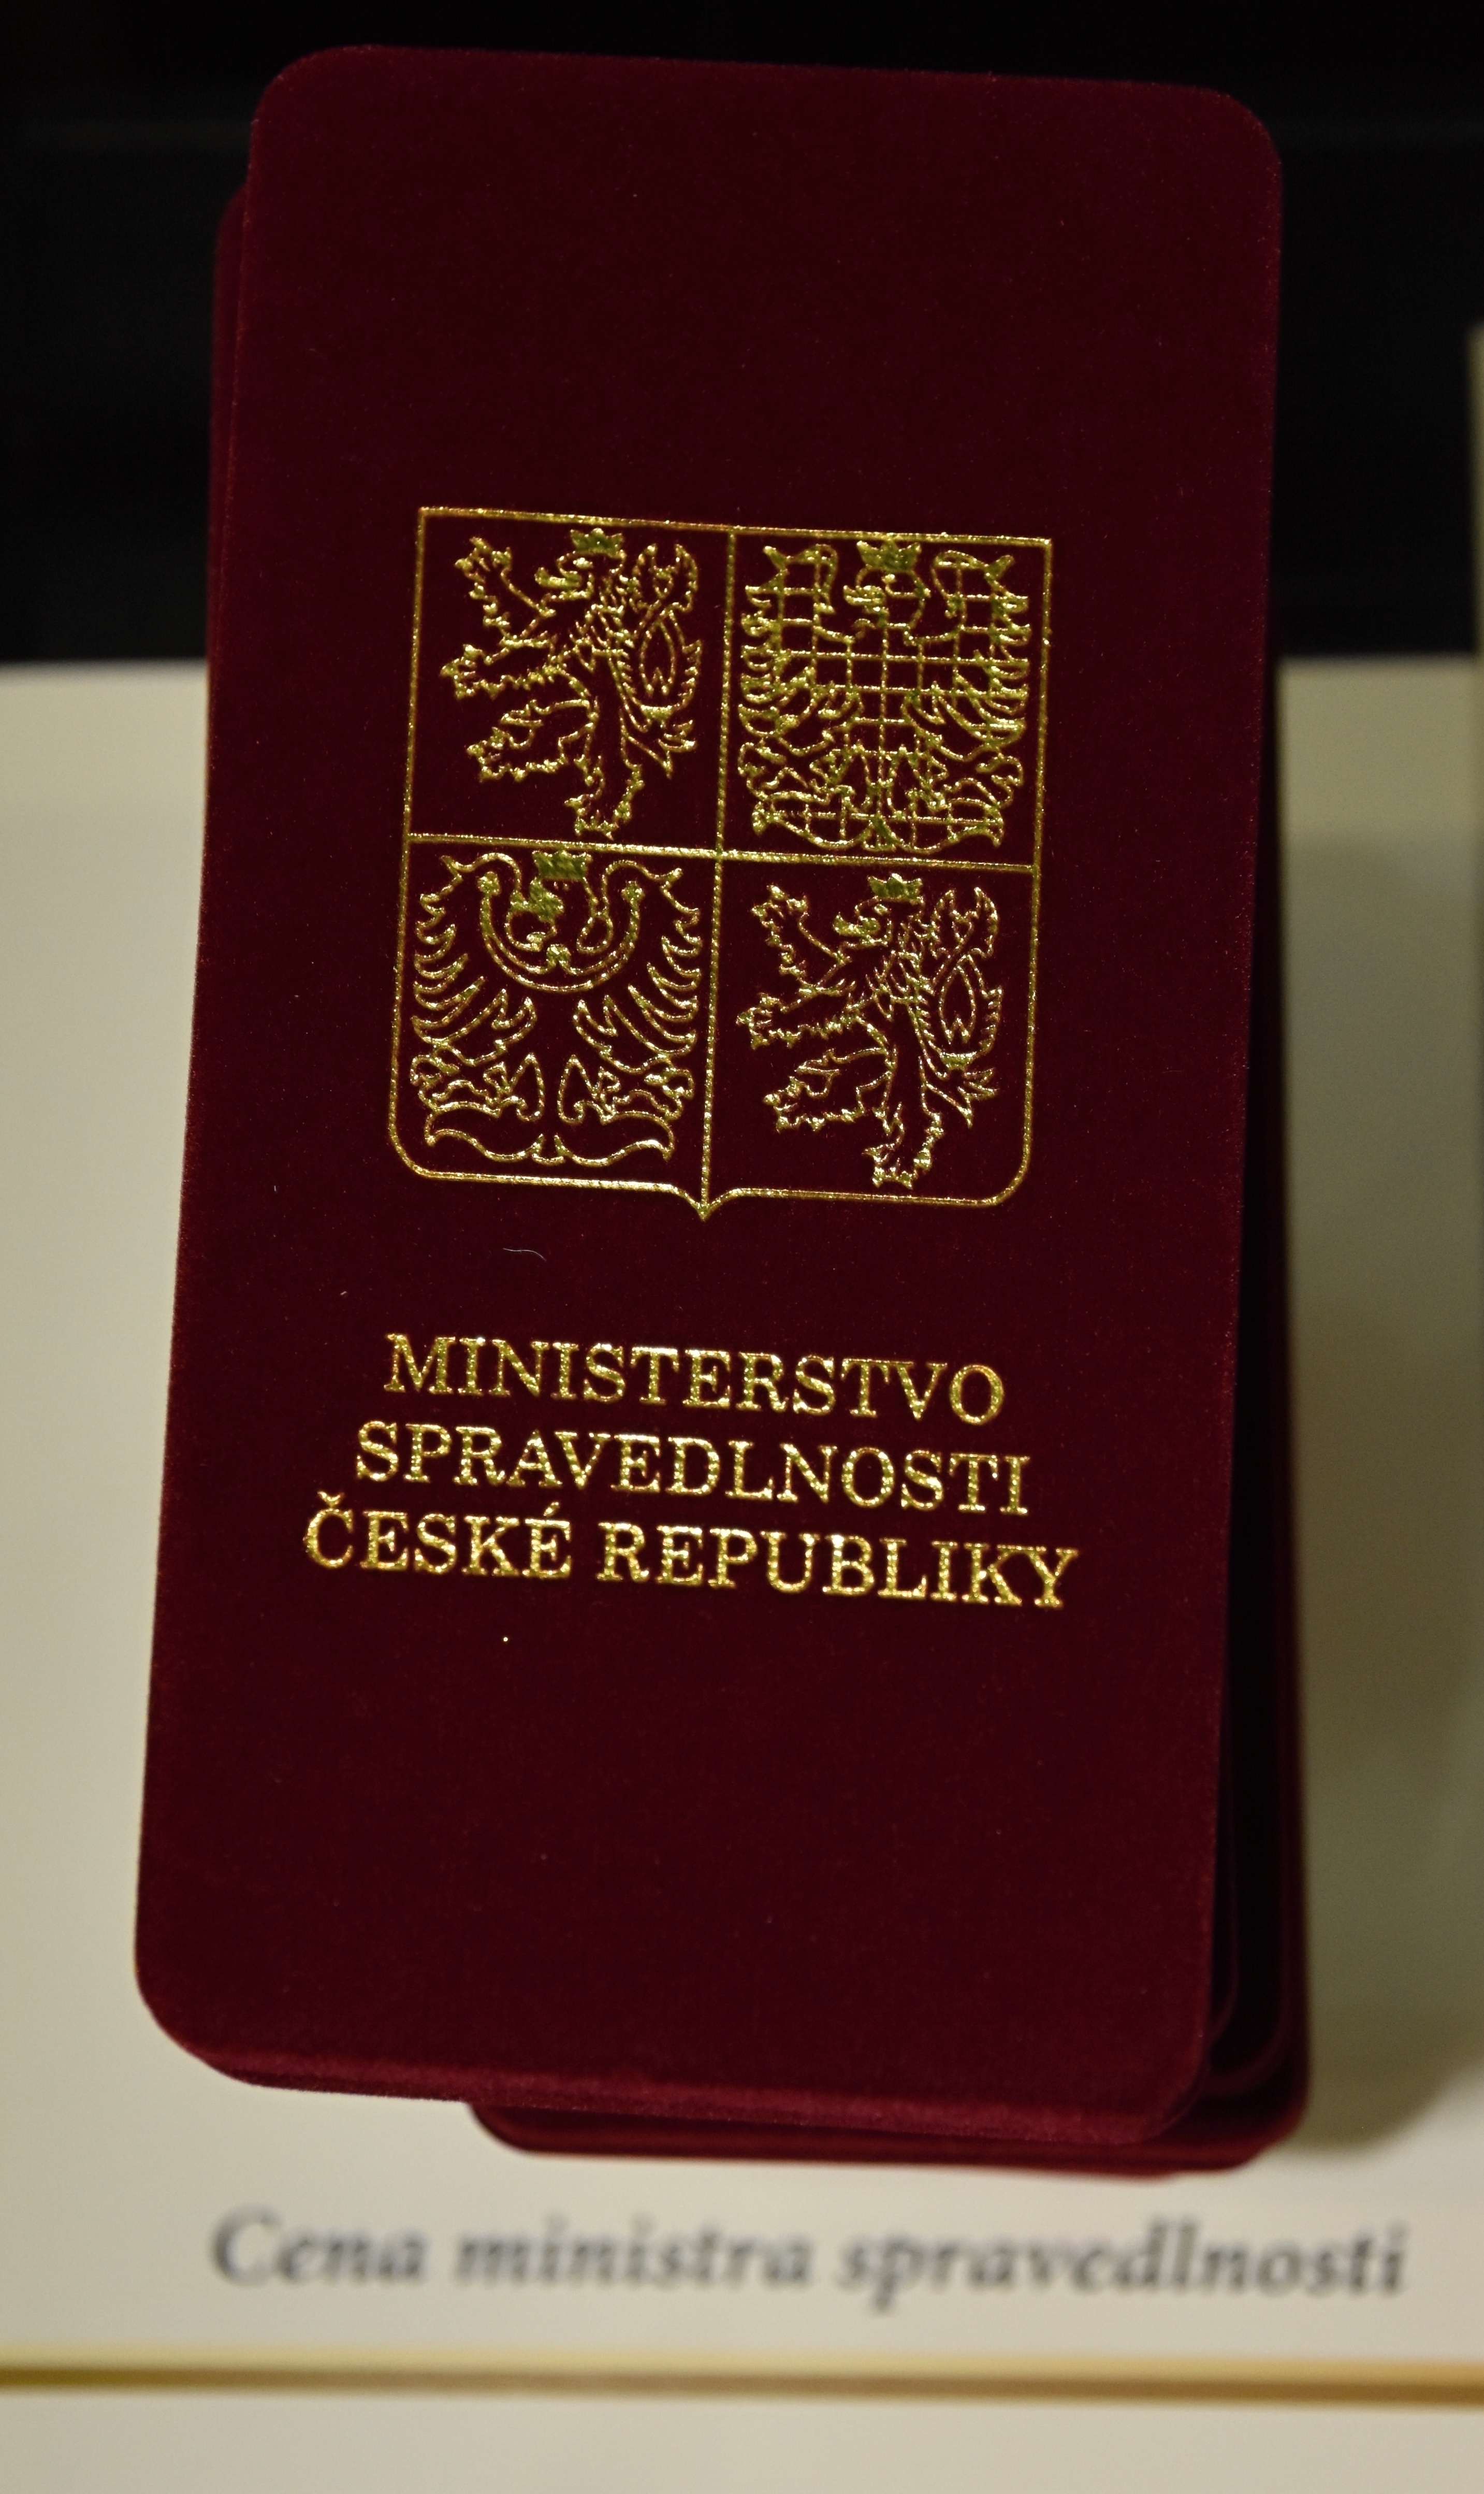 MINISTERSTVO
SPRAVEDLNOSTI
ČESKÉ REPUBLIKY
Cena ministra spravedlnosti